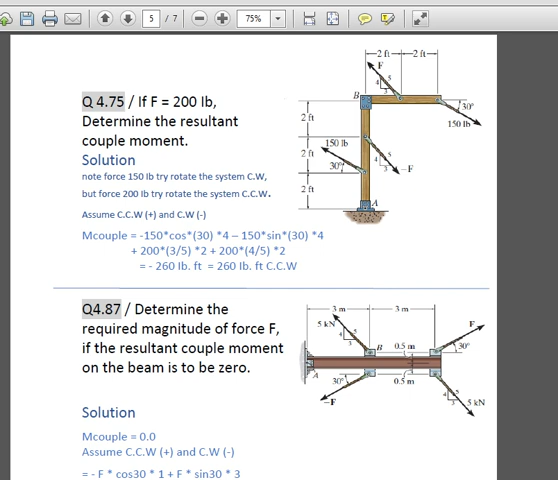 5 / 7
75%
Q 4.75 / If F = 200 Ib,
Determine the resultant
couple moment.
Solution
note force 150 Ib try rotate the system C.W,
but force 200 Ib try rotate the system C.C.W.
Assume C.C.W (+) and C.W (-)
Mcouple = -150*cos*(30) *4 – 150*sin*(30) *4
+ 200*(3/5) *2 + 200*(4/5) *2
= - 260 Ib. ft = 260 Ib. ft C.C.W
2 ft
2 ft
F
4
5
3
B
30°
150 lb
2 ft
150 lb
2 ft
30°
4
5
3
-F
2 ft
A
Q4.87 / Determine the
required magnitude of force F,
if the resultant couple moment
on the beam is to be zero.
Solution
Mcouple = 0.0
Assume C.C.W (+) and C.W (-)
= - F * cos30 * 1 + F * sin30 * 3
3 m
3 m
5 kN
5
4
3
F
B
0.5 m
30°
A
30°
0.5 m
-F
4
5
3
5 kN